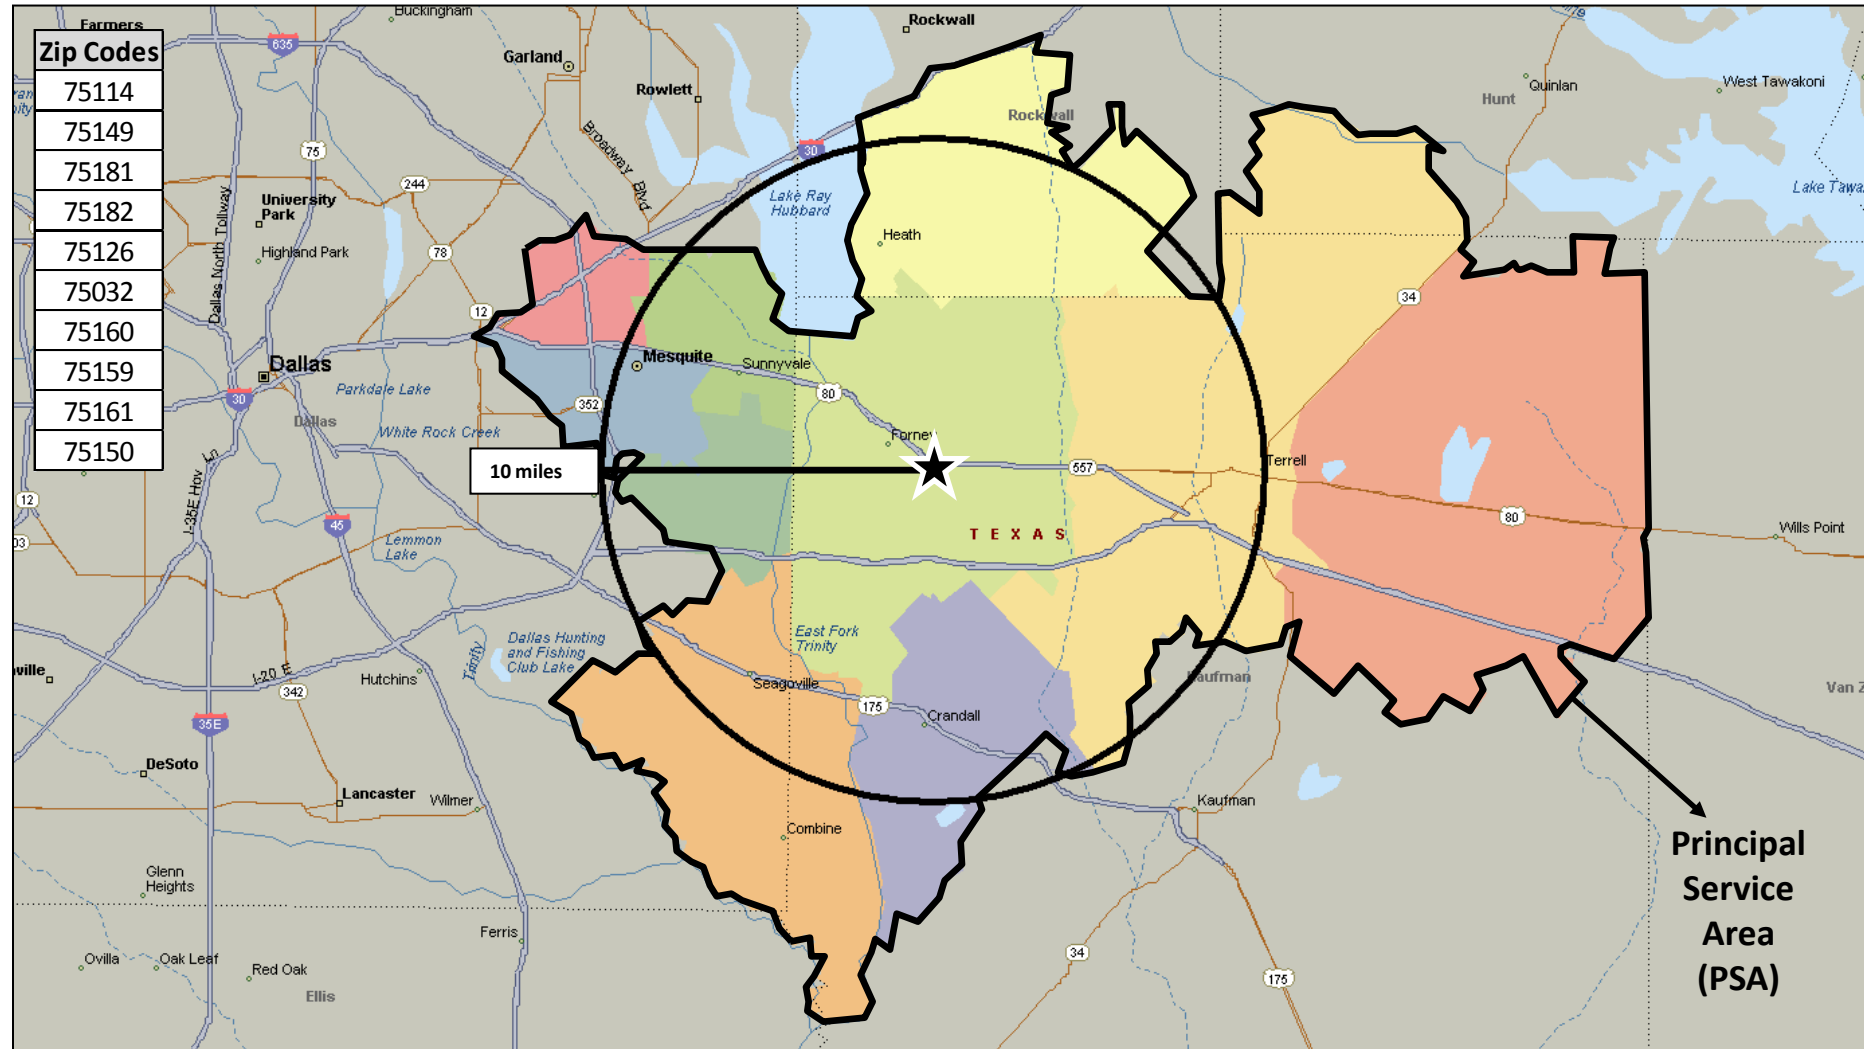 Zip Codes
75114
75149
75181
75182
75126
75032
75160
75159
75161
75150
Buckingham
Farmers
635
Garland
Rowlett
Rockwall
Rockwall
Hunt
Quinlan
West Tawakoni
75
Broadway Blvd
30
244
Dallas North Tollway
University
Park
Highland Park
78
Lake Ray
Hubbard
Heath
12
34
Mesquite
Sunnyvale
Dallas
Parkdale Lake
80
30
352
Dallas
White Rock Creek
Forney
10 miles
557
Terrell
I-35E Hov Ln
12
45
80
Wills Point
Lemmon
Lake
T E X A S
Dallas Hunting
and Fishing
Club Lake
East Fork
Trinity
Trinity
I-20 E
342
Hutchins
Seagoville
Kaufman
175
Crandall
35E
DeSoto
Lancaster
Wilmer
Kaufman
Combine
Principal
Service
Area
(PSA)
Glenn
Heights
Ferris
Ovilla
Oak Leaf
Red Oak
Ellis
34
175